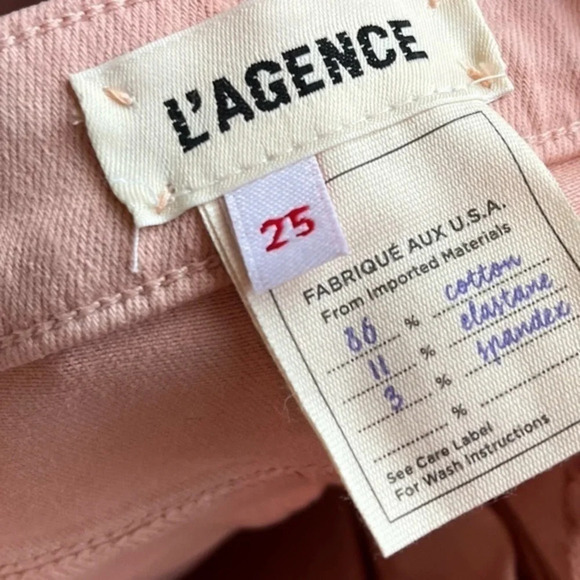 L'AGENCE
25
FABRIQUÉ AUX U.S.A.
From Imported Materials
86 % cotton
11 % elastane
3 % spandex
%
See Care Label
For Wash Instructions